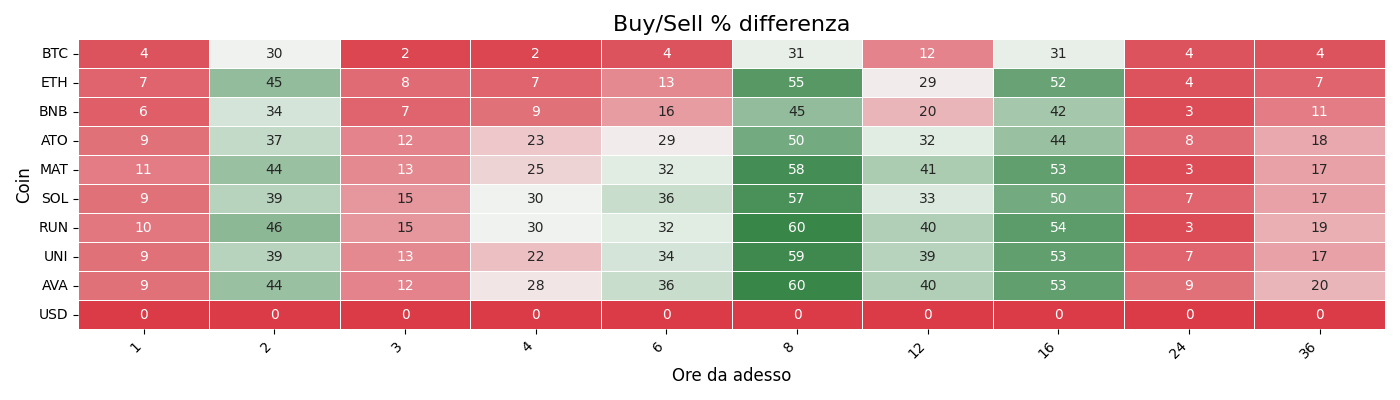 Buy/Sell % differenza
Coin
BTC 4 30 2 2 4 31 12 31 4 4
ETH 7 45 8 7 13 55 29 52 4 7
BNB 6 34 7 9 16 45 20 42 3 11
ATO 9 37 12 23 29 50 32 44 8 18
MAT 11 44 13 25 32 58 41 53 3 17
SOL 9 39 15 30 36 57 33 50 7 17
RUN 10 46 15 30 32 60 40 54 3 19
UNI 9 39 13 22 34 59 39 53 7 17
AVA 9 44 12 28 36 60 40 53 9 20
USD 0 0 0 0 0 0 0 0 0 0
1 2 3 4 6 8 12 16 24 36
Ore da adesso